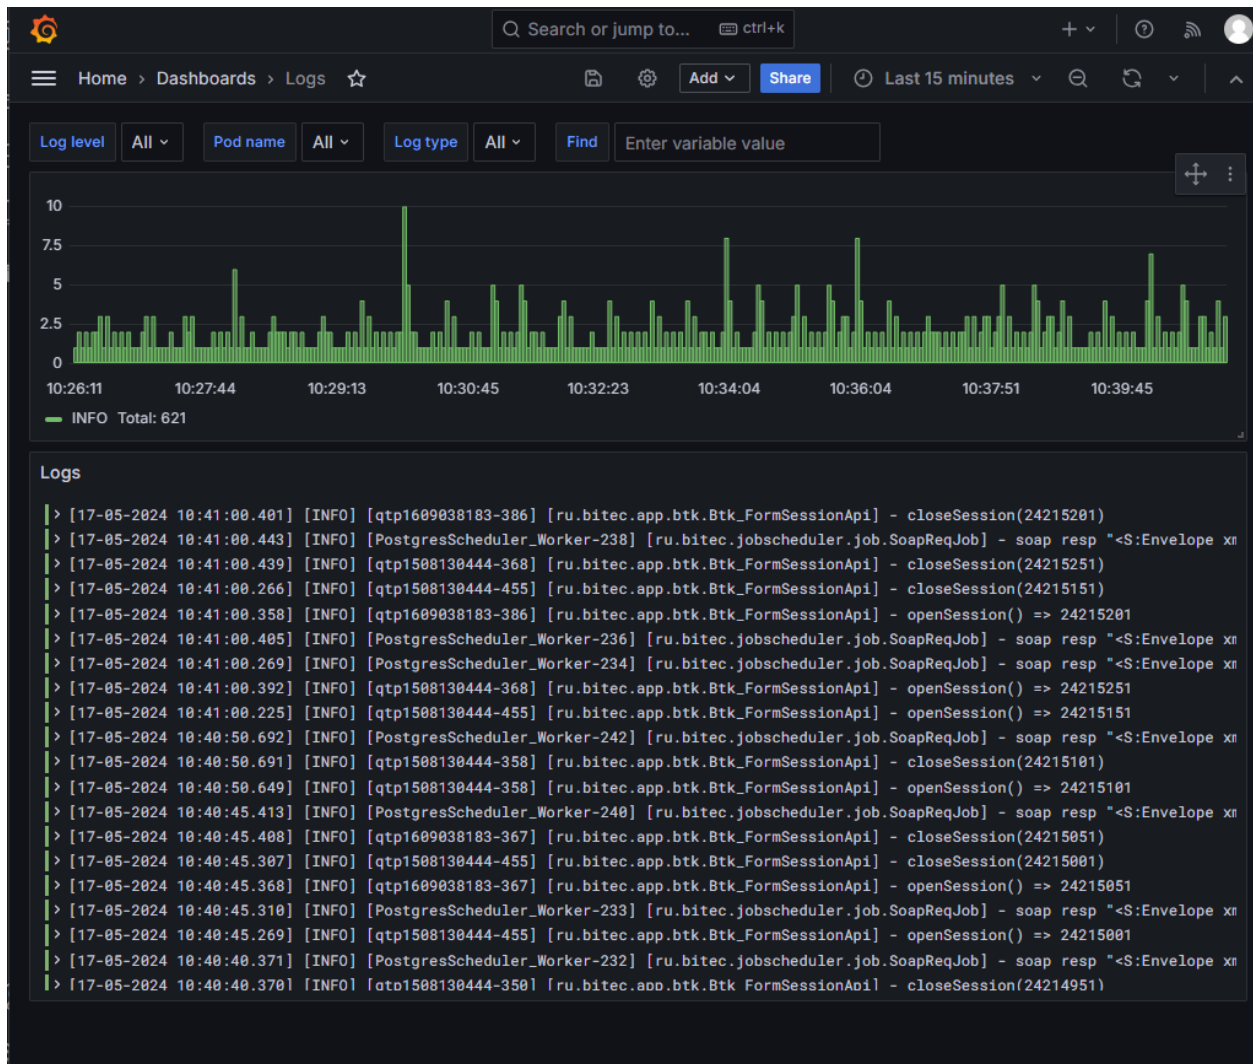 Search or jump to... ctrl+k
Home > Dashboards > Logs Add Share Last 15 minutes
Log level All Pod name All Log type All Find Enter variable value
10
7.5
5
2.5
0
10:26:11 10:27:44 10:29:13 10:30:45 10:32:23 10:34:04 10:36:04 10:37:51 10:39:45
INFO Total: 621
Logs
> [17-05-2024 10:41:00.401] [INFO] [qtp1609038183-386] [ru.bitec.app.btk.Btk_FormSessionApi] - closeSession(24215201)
> [17-05-2024 10:41:00.443] [INFO] [PostgresScheduler_Worker-238] [ru.bitec.jobscheduler.job.SoapReqJob] - soap resp "<S:Envelope xm
> [17-05-2024 10:41:00.439] [INFO] [qtp1508130444-368] [ru.bitec.app.btk.Btk_FormSessionApi] - closeSession(24215251)
> [17-05-2024 10:41:00.266] [INFO] [qtp1508130444-455] [ru.bitec.app.btk.Btk_FormSessionApi] - closeSession(24215151)
> [17-05-2024 10:41:00.358] [INFO] [qtp1609038183-386] [ru.bitec.app.btk.Btk_FormSessionApi] - openSession() => 24215201
> [17-05-2024 10:41:00.405] [INFO] [PostgresScheduler_Worker-236] [ru.bitec.jobscheduler.job.SoapReqJob] - soap resp "<S:Envelope xm
> [17-05-2024 10:41:00.269] [INFO] [PostgresScheduler_Worker-234] [ru.bitec.jobscheduler.job.SoapReqJob] - soap resp "<S:Envelope xm
> [17-05-2024 10:41:00.392] [INFO] [qtp1508130444-368] [ru.bitec.app.btk.Btk_FormSessionApi] - openSession() => 24215251
> [17-05-2024 10:41:00.225] [INFO] [qtp1508130444-455] [ru.bitec.app.btk.Btk_FormSessionApi] - openSession() => 24215151
> [17-05-2024 10:40:50.692] [INFO] [PostgresScheduler_Worker-242] [ru.bitec.jobscheduler.job.SoapReqJob] - soap resp "<S:Envelope xm
> [17-05-2024 10:40:50.691] [INFO] [qtp1508130444-358] [ru.bitec.app.btk.Btk_FormSessionApi] - closeSession(24215101)
> [17-05-2024 10:40:50.649] [INFO] [qtp1508130444-358] [ru.bitec.app.btk.Btk_FormSessionApi] - openSession() => 24215101
> [17-05-2024 10:40:45.413] [INFO] [PostgresScheduler_Worker-240] [ru.bitec.jobscheduler.job.SoapReqJob] - soap resp "<S:Envelope xm
> [17-05-2024 10:40:45.408] [INFO] [qtp1609038183-367] [ru.bitec.app.btk.Btk_FormSessionApi] - closeSession(24215051)
> [17-05-2024 10:40:45.307] [INFO] [qtp1508130444-455] [ru.bitec.app.btk.Btk_FormSessionApi] - closeSession(24215001)
> [17-05-2024 10:40:45.368] [INFO] [qtp1609038183-367] [ru.bitec.app.btk.Btk_FormSessionApi] - openSession() => 24215051
> [17-05-2024 10:40:45.310] [INFO] [PostgresScheduler_Worker-233] [ru.bitec.jobscheduler.job.SoapReqJob] - soap resp "<S:Envelope xm
> [17-05-2024 10:40:45.269] [INFO] [qtp1508130444-455] [ru.bitec.app.btk.Btk_FormSessionApi] - openSession() => 24215001
> [17-05-2024 10:40:40.371] [INFO] [PostgresScheduler_Worker-232] [ru.bitec.jobscheduler.job.SoapReqJob] - soap resp "<S:Envelope xm
> [17-05-2024 10:40:40.370] [INFO] [qtp1508130444-350] [ru.bitec.app.btk.Btk_FormSessionApi] - closeSession(24214951)